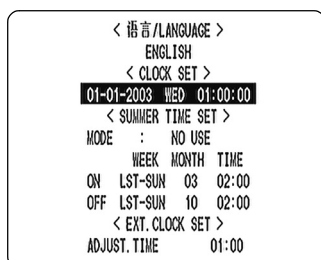 < 语言/LANGUAGE >
ENGLISH
< CLOCK SET >
01-01-2003 WED 01:00:00
< SUMMER TIME SET >
MODE : NO USE
WEEK MONTH TIME
ON LST-SUN 03 02:00
OFF LST-SUN 10 02:00
< EXT.CLOCK SET >
ADJUST.TIME 01:00